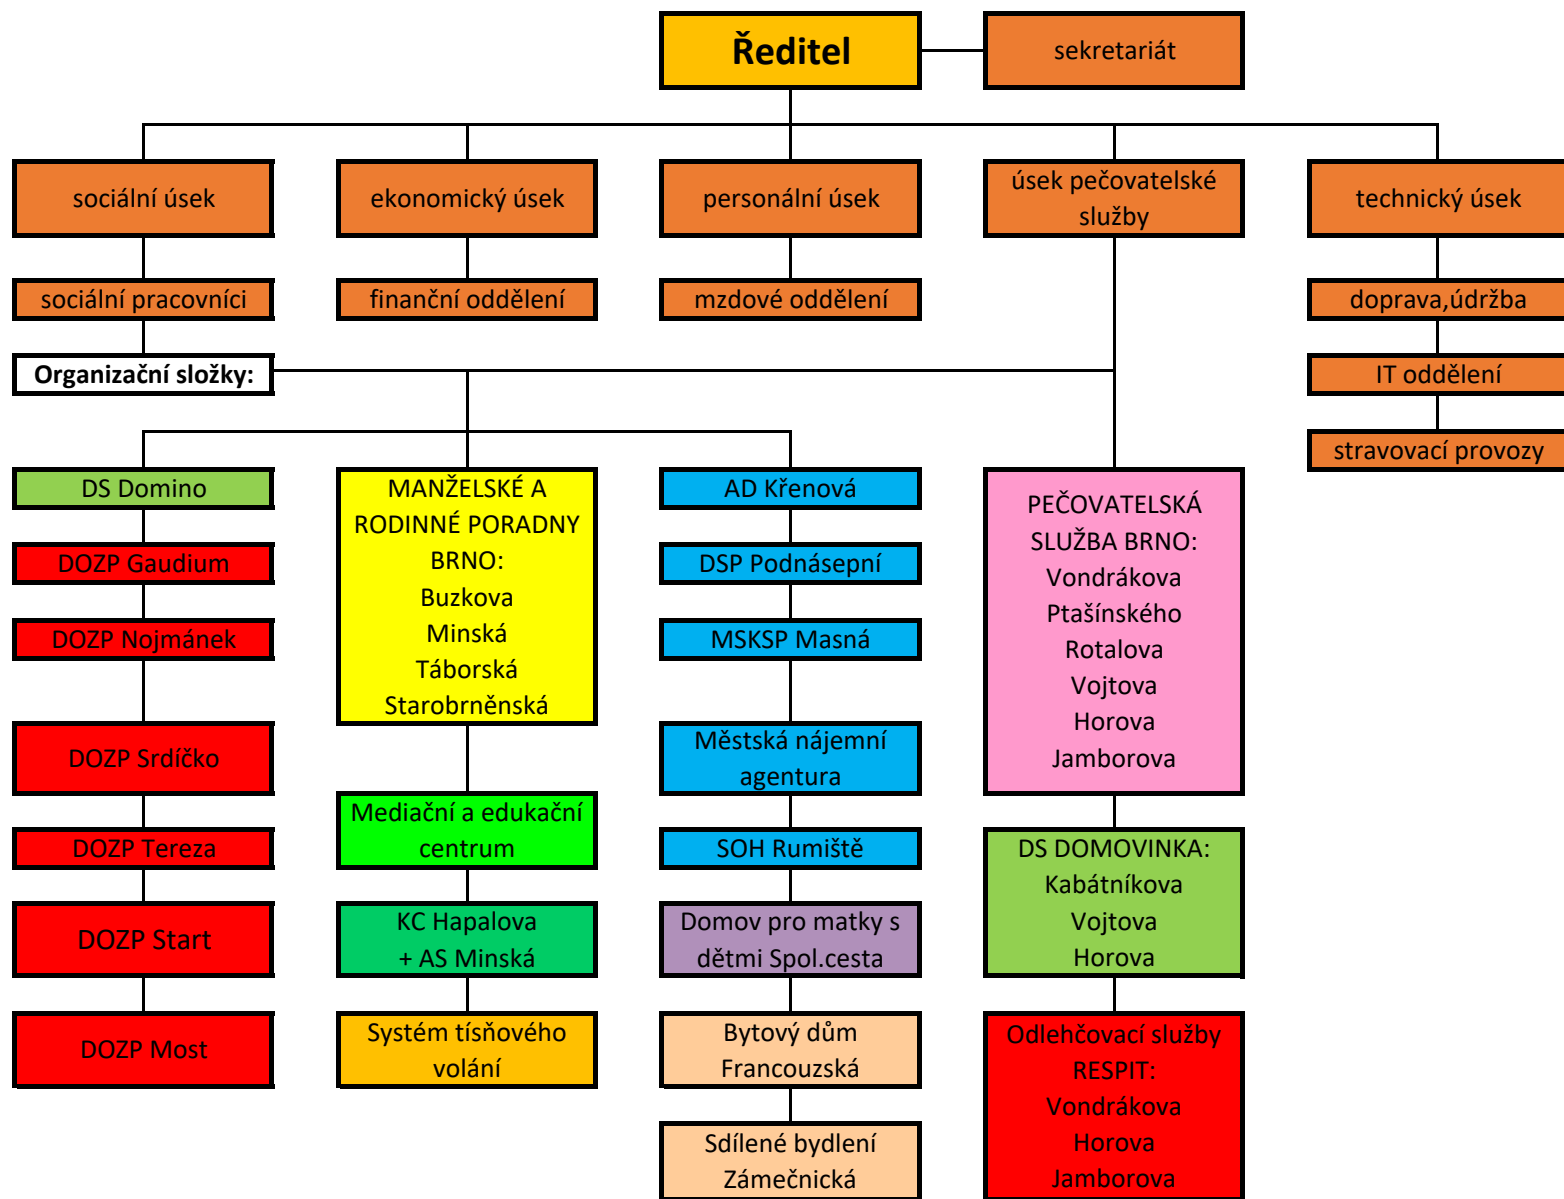 Ředitel
sekretariát
sociální úsek
ekonomický úsek
personální úsek
úsek pečovatelské
služby
technický úsek
sociální pracovníci
finanční oddělení
mzdové oddělení
doprava,údržba
Organizační složky:
IT oddělení
stravovací provozy
DS Domino
DOZP Gaudium
DOZP Nojmánek
DOZP Srdíčko
DOZP Tereza
DOZP Start
DOZP Most
MANŽELSKÉ A
RODINNÉ PORADNY
BRNO:
Buzkova
Minská
Táborská
Starobrněnská
Mediační a edukační
centrum
KC Hapalova
+ AS Minská
Systém tísňového
volání
AD Křenová
DSP Podnásepní
MSKSP Masná
Městská nájemní
agentura
SOH Rumiště
Domov pro matky s
dětmi Spol.cesta
Bytový dům
Francouzská
Sdílené bydlení
Zámečnická
PEČOVATELSKÁ
SLUŽBA BRNO:
Vondrákova
Ptašínského
Rotalova
Vojtova
Horova
Jamborova
DS DOMOVINKA:
Kabátníkova
Vojtova
Horova
Odlehčovací služby
RESPIT:
Vondrákova
Horova
Jamborova